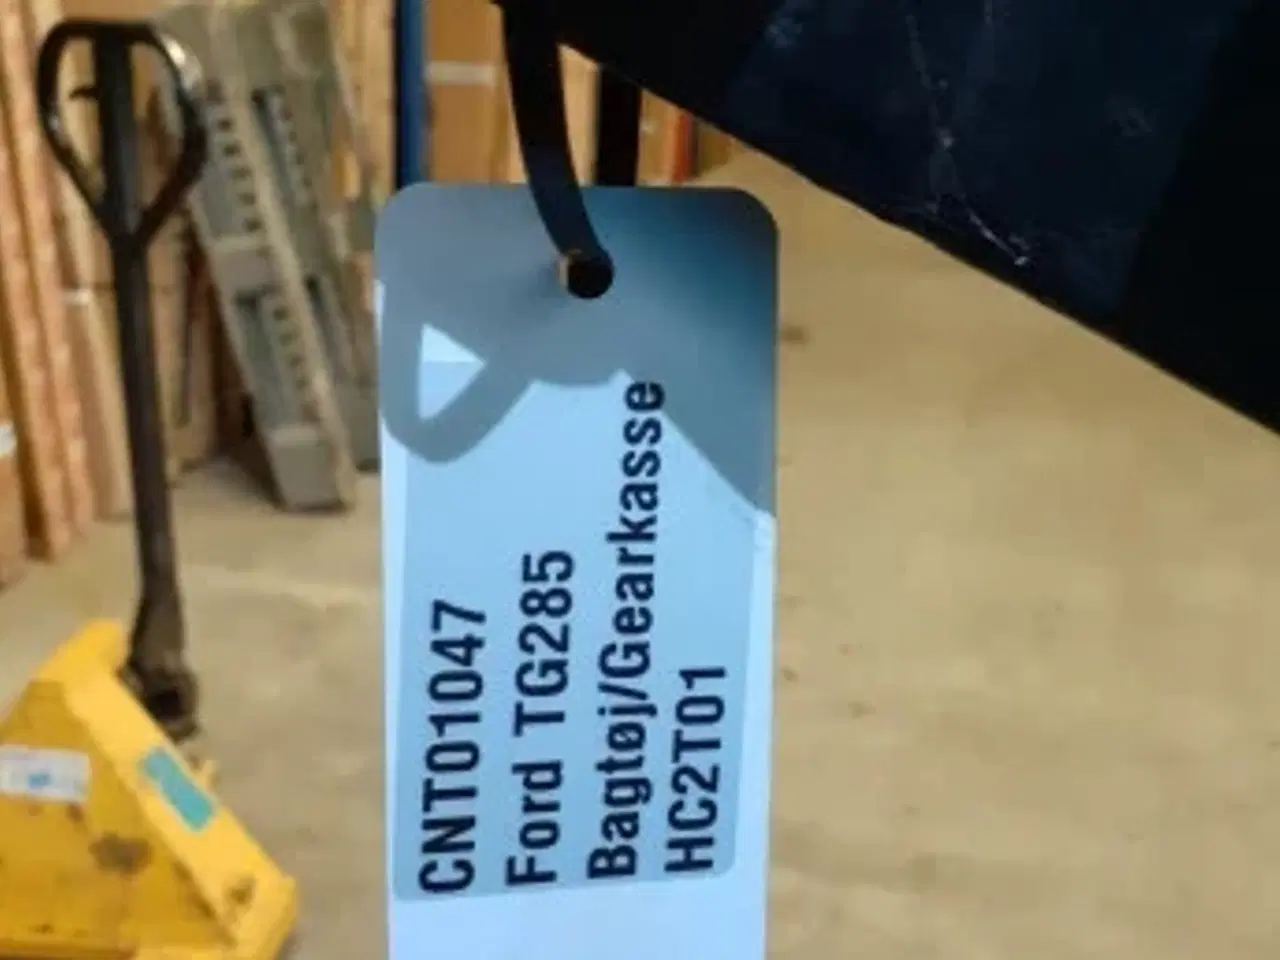 CNT01047
Ford TG285
Bagtøj/Gearkasse
HC2T01